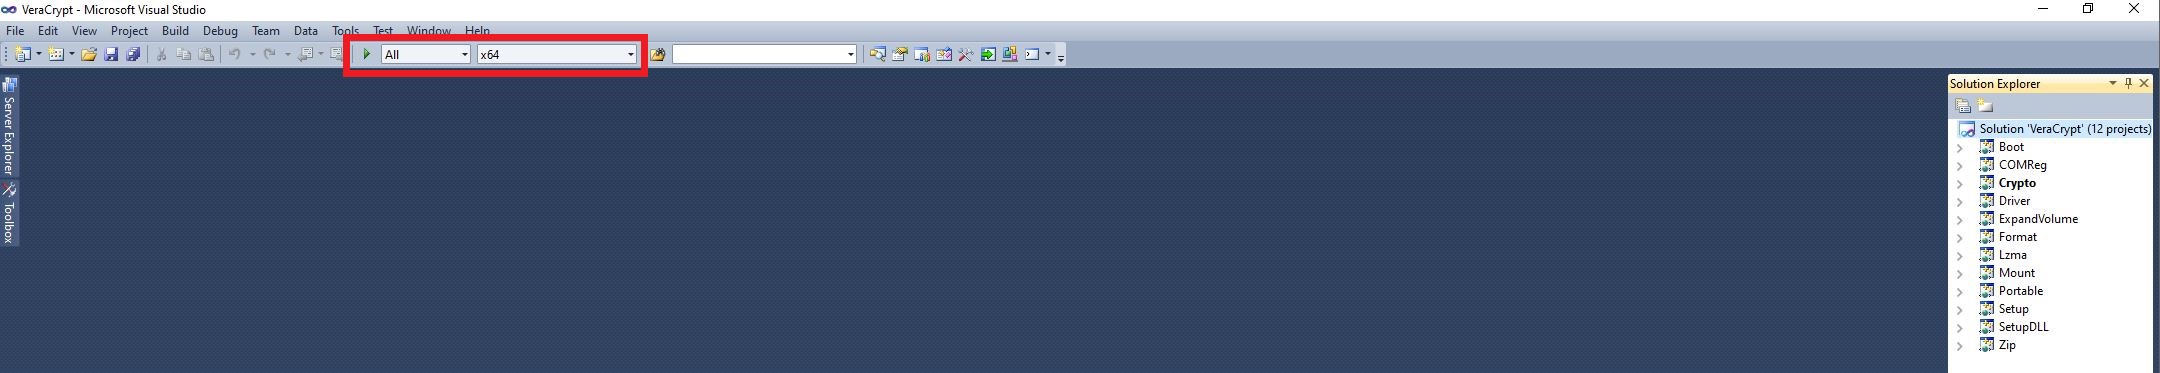 VeraCrypt - Microsoft Visual Studio
File Edit View Project Build Debug Team Data Tools Test Window Help
All x64
Server Explorer
Toolbox
Solution Explorer
Solution 'VeraCrypt' (12 projects)
Boot
COMReg
Crypto
Driver
ExpandVolume
Format
Lzma
Mount
Portable
Setup
SetupDLL
Zip